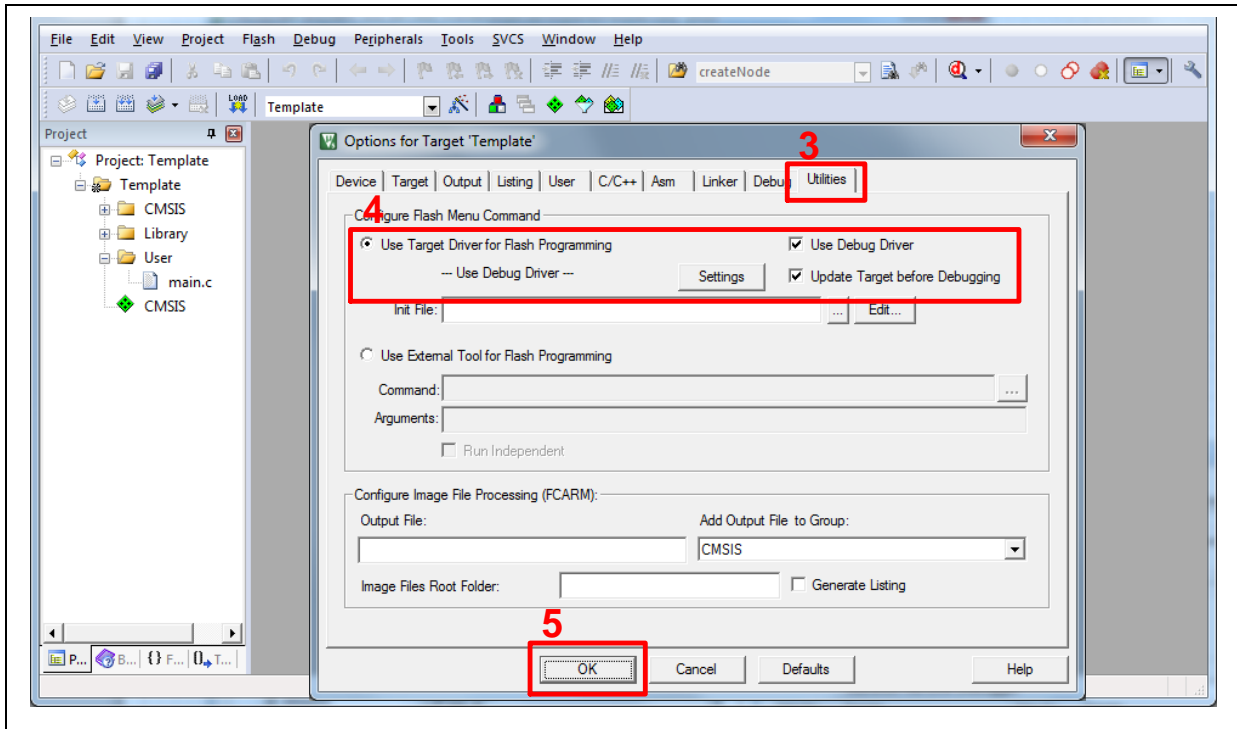 File Edit View Project Flash Debug Peripherals Tools SVCS Window Help
createNode
LOAD Template
Project
Project: Template
Template
CMSIS
Library
User
main.c
CMSIS
P... B... {} F... 0 T...
Options for Target 'Template'
3
Device Target Output Listing User C/C++ Asm Linker Debug Utilities
Configure Flash Menu Command
4
Use Target Driver for Flash Programming Use Debug Driver
--- Use Debug Driver --- Settings Update Target before Debugging
Init File: ... Edit...
Use External Tool for Flash Programming
Command: ...
Arguments:
Run Independent
Configure Image File Processing (FCARM):
Output File: Add Output File to Group:
CMSIS
Image Files Root Folder: Generate Listing
5
OK Cancel Defaults Help